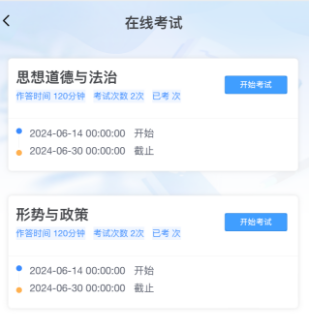 在线考试
思想道德与法治
开始考试
作答时间 120分钟 考试次数 2次 已考 次
2024-06-14 00:00:00 开始
2024-06-30 00:00:00 截止
形势与政策
开始考试
作答时间 120分钟 考试次数 2次 已考 次
2024-06-14 00:00:00 开始
2024-06-30 00:00:00 截止